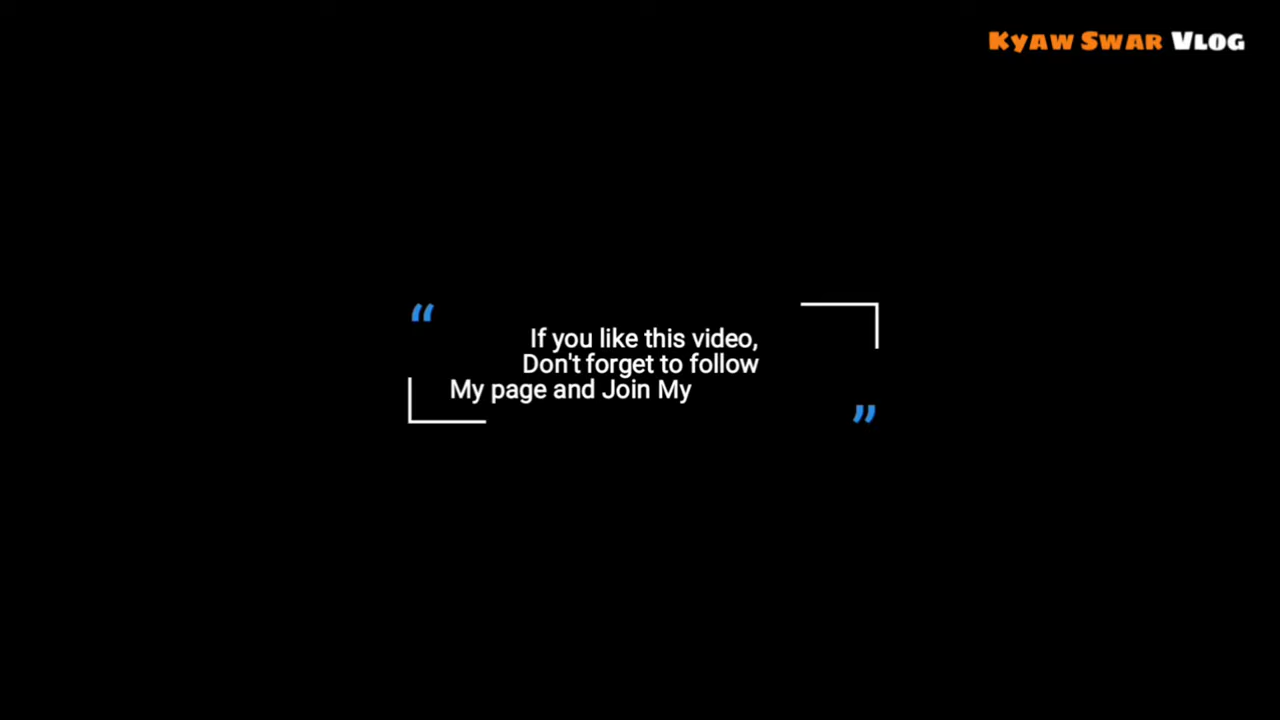 Kyaw Swar Vlog
“
If you like this video,
Don't forget to follow
My page and Join My
”